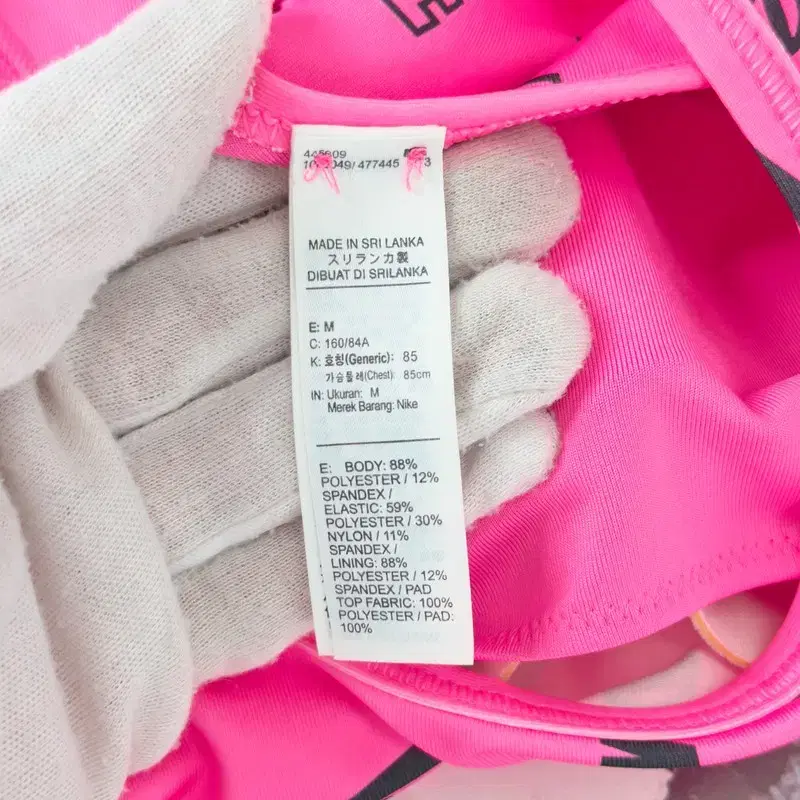 477445
MADE IN SRI LANKA
スリランカ製
DIBUAT DI SRILANKA
E: M
C: 160/84A
K: 호칭(Generic): 85
가슴둘레(Chest): 85cm
IN: Ukuran: M
Merek Barang: Nike
E: BODY: 88%
POLYESTER / 12%
SPANDEX /
ELASTIC: 59%
POLYESTER / 30%
NYLON / 11%
SPANDEX /
LINING: 88%
POLYESTER / 12%
SPANDEX / PAD
TOP FABRIC: 100%
POLYESTER / PAD:
100%